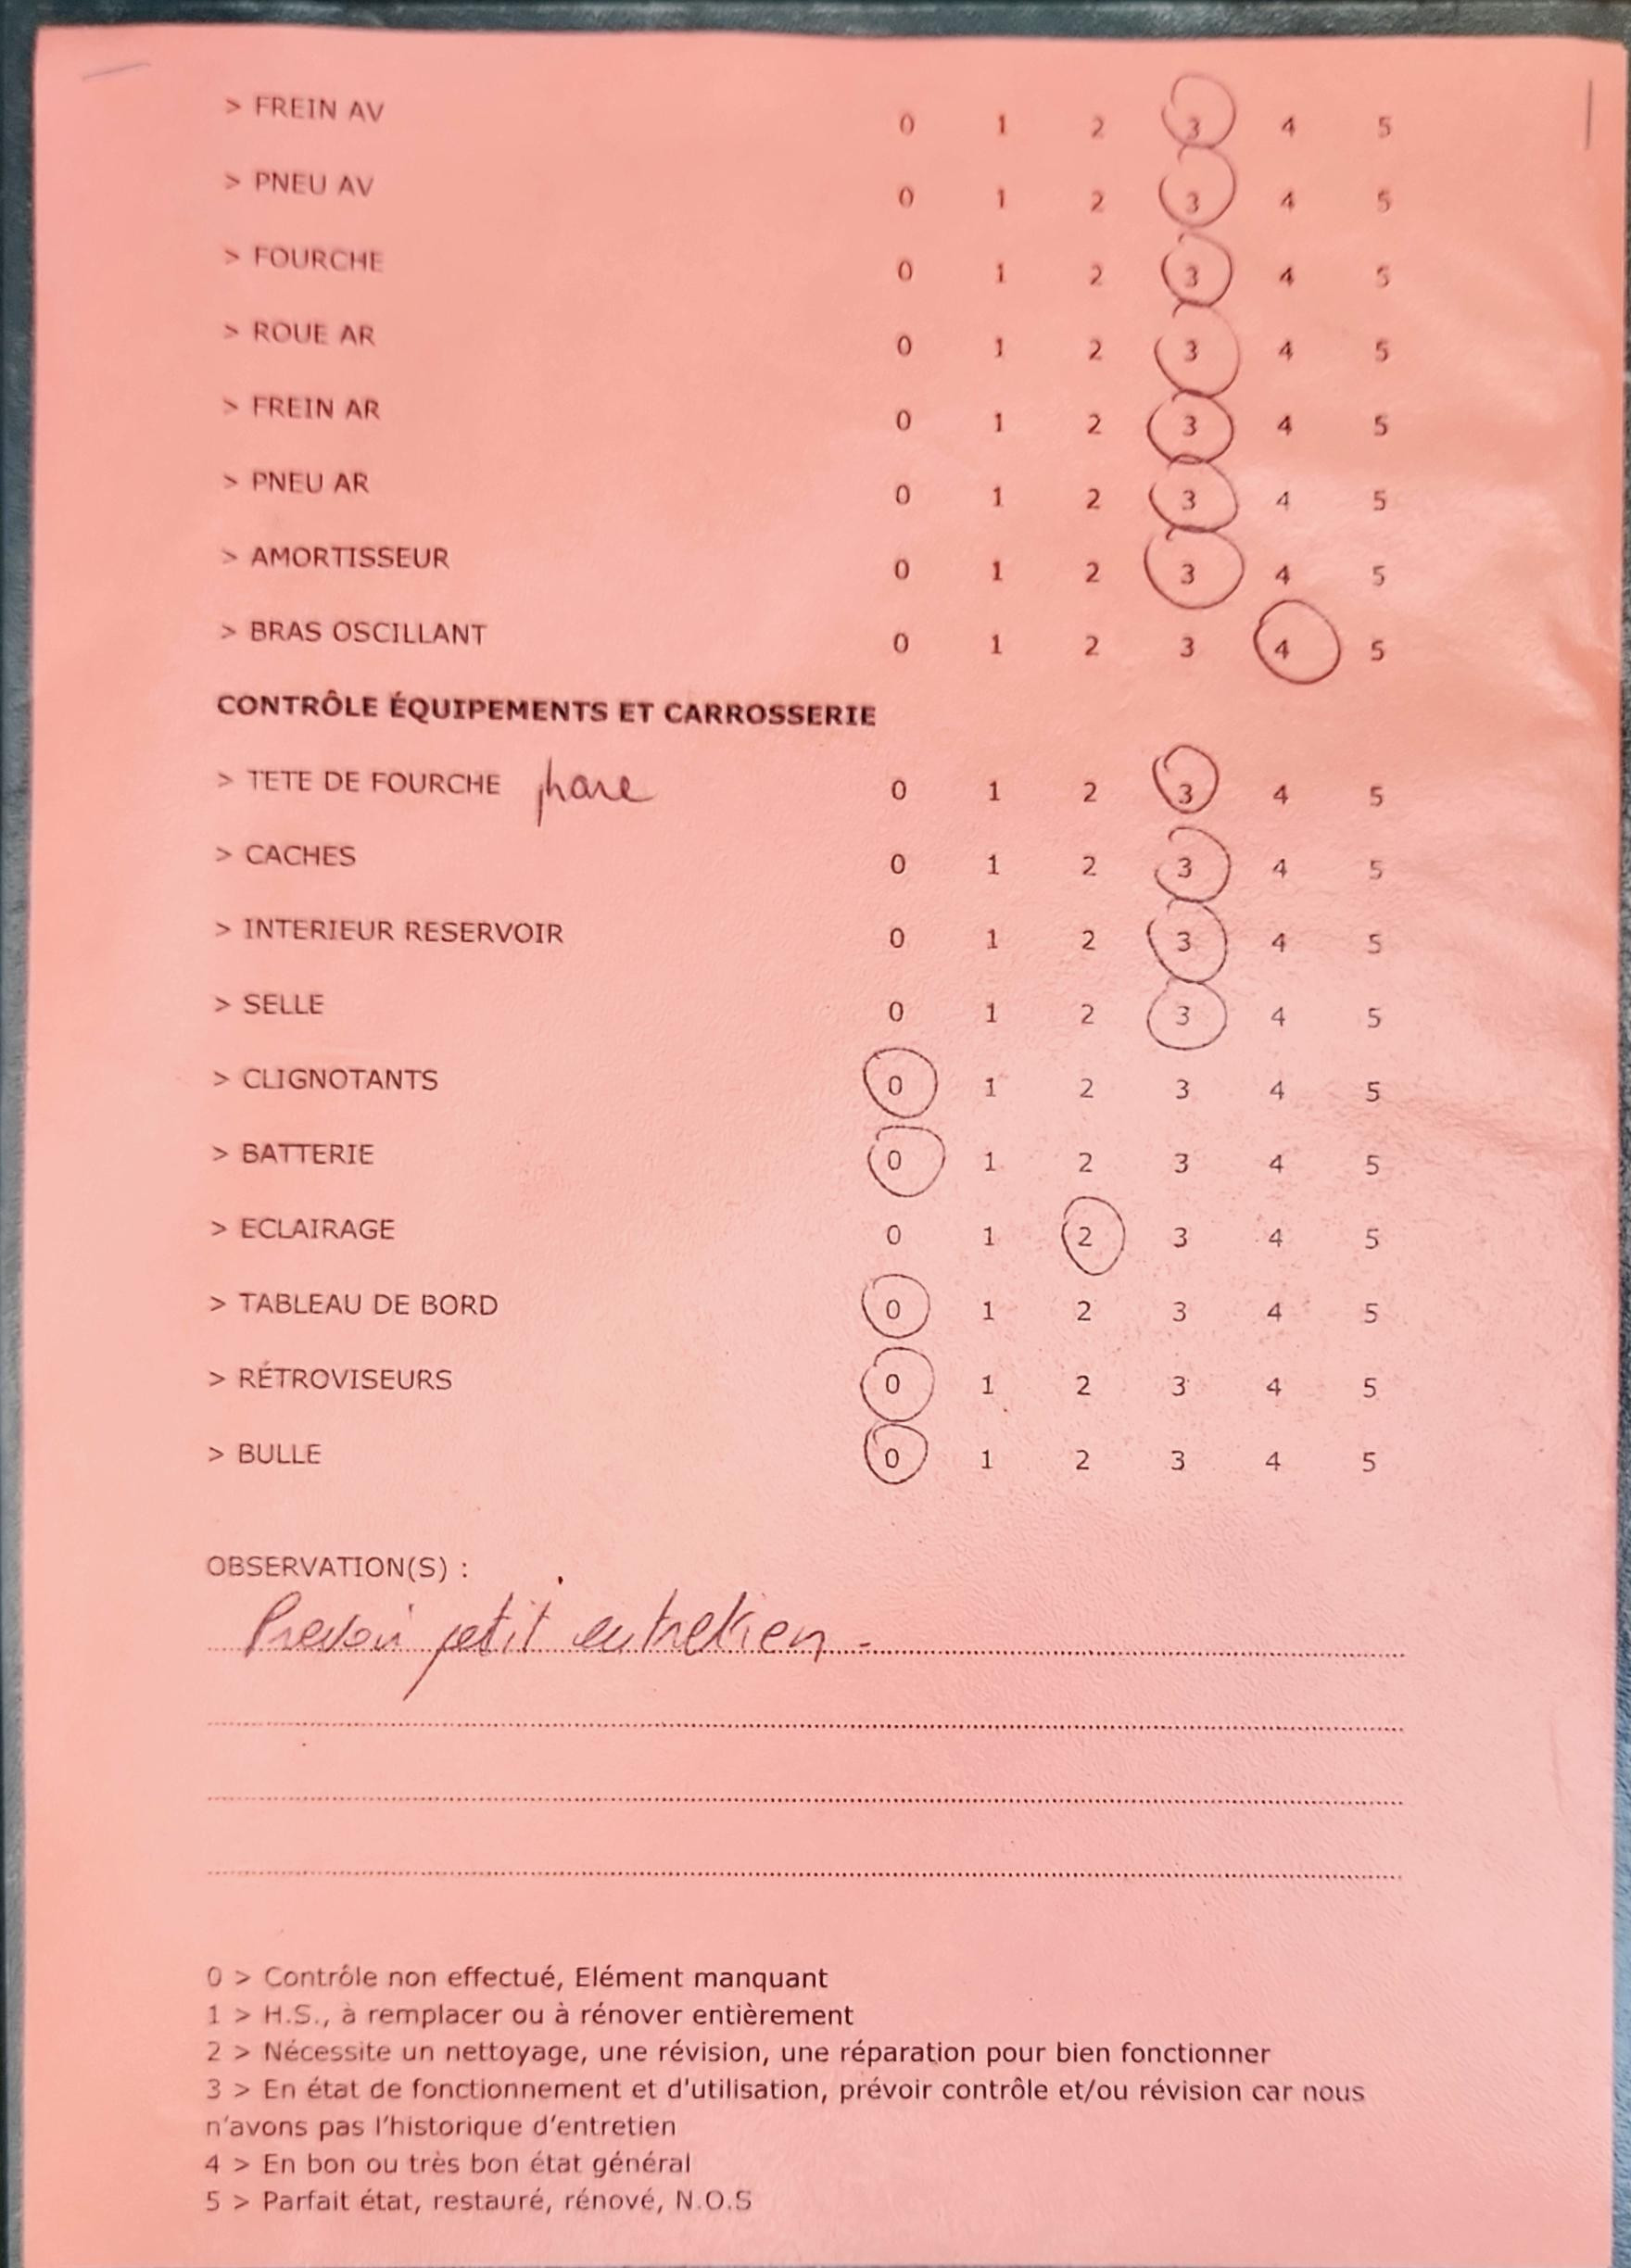 > FREIN AV 0 1 2 3 4 5
> PNEU AV 0 1 2 3 4 5
> FOURCHE 0 1 2 3 4 5
> ROUE AR 0 1 2 3 4 5
> FREIN AR 0 1 2 3 4 5
> PNEU AR 0 1 2 3 4 5
> AMORTISSEUR 0 1 2 3 4 5
> BRAS OSCILLANT 0 1 2 3 4 5
CONTRÔLE ÉQUIPEMENTS ET CARROSSERIE
> TETE DE FOURCHE phare 0 1 2 3 4 5
> CACHES 0 1 2 3 4 5
> INTERIEUR RESERVOIR 0 1 2 3 4 5
> SELLE 0 1 2 3 4 5
> CLIGNOTANTS 0 1 2 3 4 5
> BATTERIE 0 1 2 3 4 5
> ECLAIRAGE 0 1 2 3 4 5
> TABLEAU DE BORD 0 1 2 3 4 5
> RÉTROVISEURS 0 1 2 3 4 5
> BULLE 0 1 2 3 4 5
OBSERVATION(S) :
Prevoir petit entretien -
0 > Contrôle non effectué, Elément manquant
1 > H.S., à remplacer ou à rénover entièrement
2 > Nécessite un nettoyage, une révision, une réparation pour bien fonctionner
3 > En état de fonctionnement et d'utilisation, prévoir contrôle et/ou révision car nous
n'avons pas l'historique d'entretien
4 > En bon ou très bon état général
5 > Parfait état, restauré, rénové, N.O.S